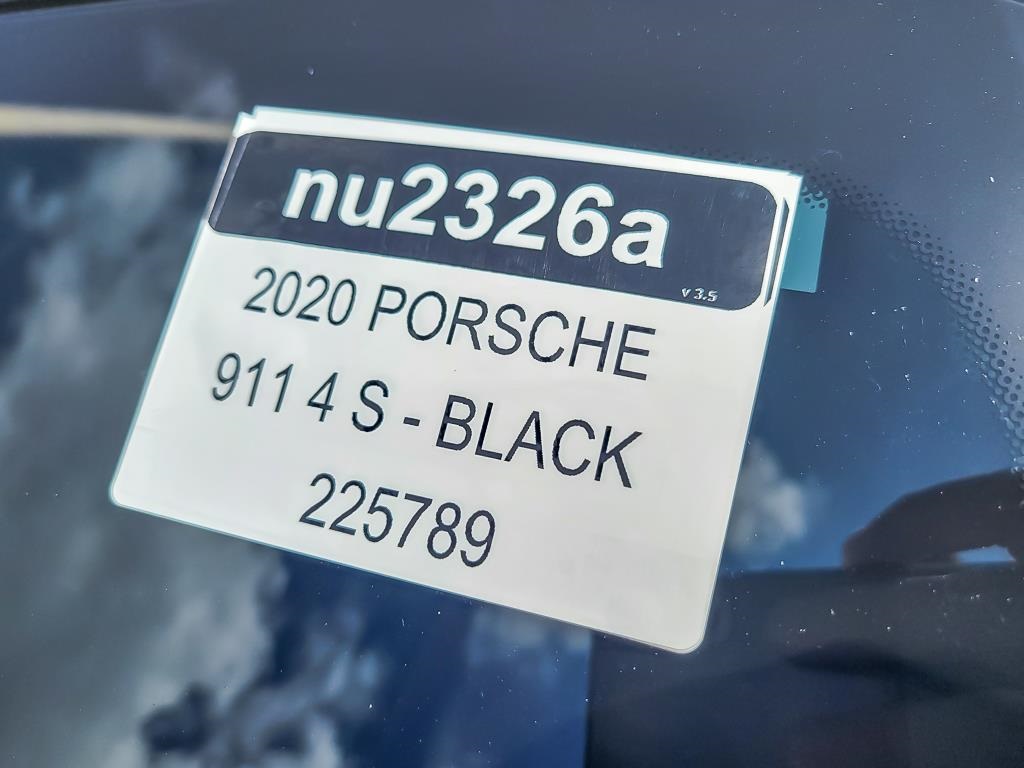 nu2326a
v 3.5
2020 PORSCHE
911 4 S - BLACK
225789